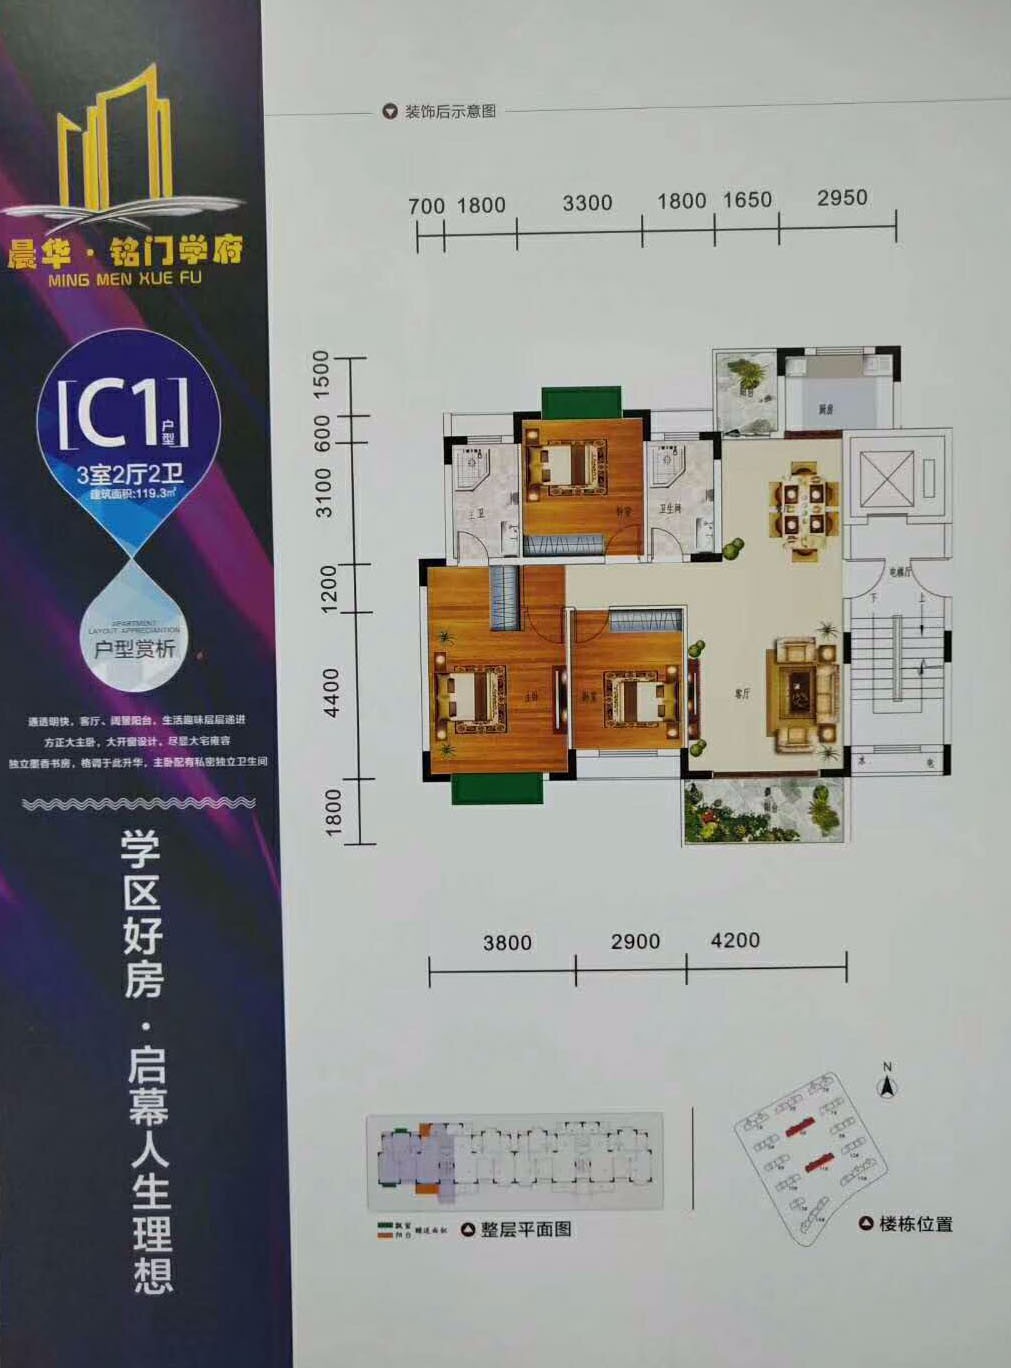 晨华·铭门学府
MING MEN XUE FU
[C1]户型
3室2厅2卫
建筑面积:119.3㎡
APARTMENT
LAYOUT APPRECIANTION
户型赏析
通透明快，客厅、阔景阳台，生活趣味层层递进
方正大主卧，大开窗设计，尽显大宅雍容
独立墨香书房，格调于此升华，主卧配有私密独立卫生间
学区好房·启幕人生理想
装饰后示意图
700 1800 3300 1800 1650 2950
1500
600
3100
1200
4400
1800
阳台
厨房
主卫
卧室
卫生间
电梯厅
下 上
主卧
卧室
客厅
水 电
阳台
3800 2900 4200
飘窗
阳台
赠送面积
整层平面图
N
楼栋位置